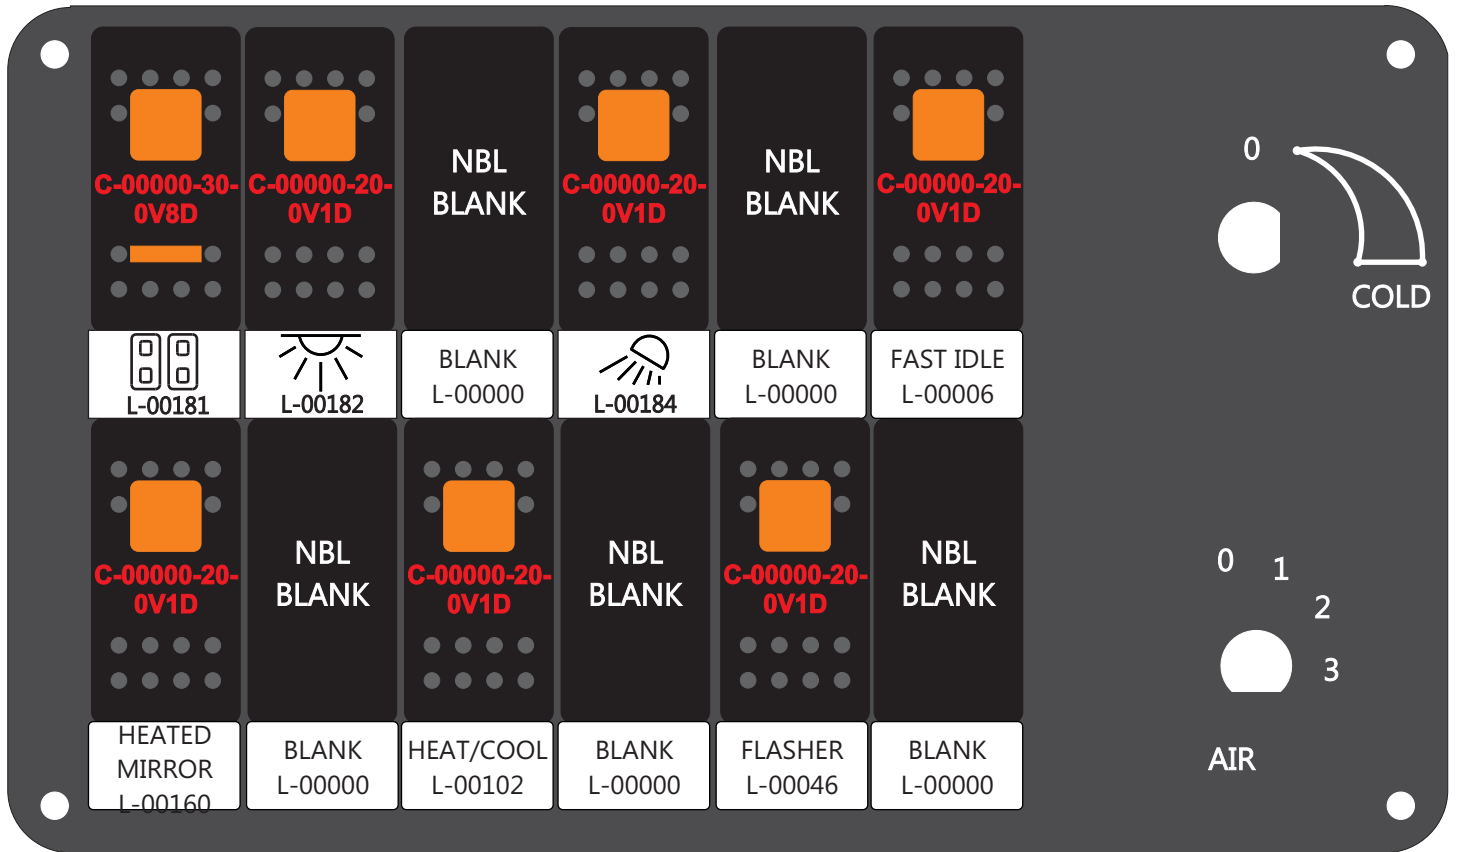 C-00000-30-
0V8D
C-00000-20-
0V1D
NBL
BLANK
C-00000-20-
0V1D
NBL
BLANK
C-00000-20-
0V1D
L-00181
L-00182
BLANK
L-00000
L-00184
BLANK
L-00000
FAST IDLE
L-00006
C-00000-20-
0V1D
NBL
BLANK
C-00000-20-
0V1D
NBL
BLANK
C-00000-20-
0V1D
NBL
BLANK
HEATED
MIRROR
L-00160
BLANK
L-00000
HEAT/COOL
L-00102
BLANK
L-00000
FLASHER
L-00046
BLANK
L-00000
0
COLD
0
1
2
3
AIR